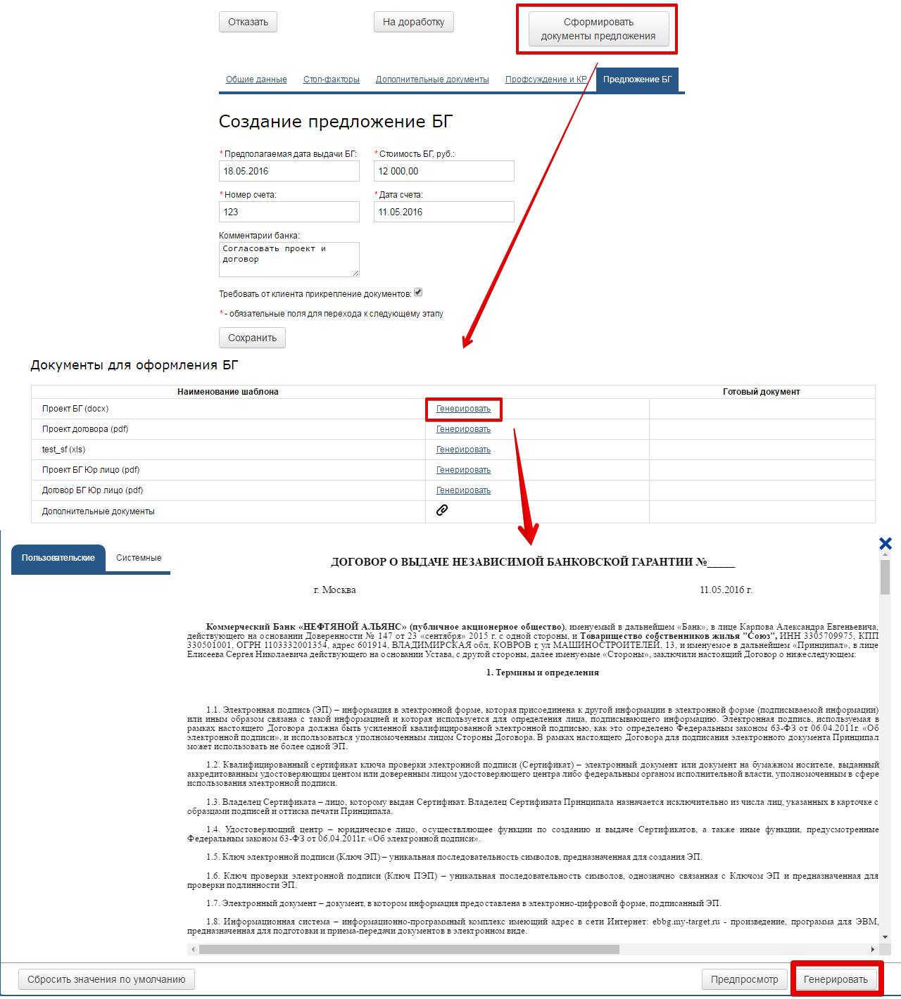 Отказать
На доработку
Сформировать
документы предложения
Общие данные Стоп-факторы Дополнительные документы Профсуждение и КР Предложение БГ
Создание предложение БГ
* Предполагаемая дата выдачи БГ: * Стоимость БГ, руб.:
18.05.2016 12 000,00
* Номер счета: * Дата счета:
123 11.05.2016
Комментарии банка:
Согласовать проект и
договор
Требовать от клиента прикрепление документов:
* - обязательные поля для перехода к следующему этапу
Сохранить
Документы для оформления БГ
Наименование шаблона Готовый документ
Проект БГ (docx) Генерировать
Проект договора (pdf) Генерировать
test_sf (xls) Генерировать
Проект БГ Юр лицо (pdf) Генерировать
Договор БГ Юр лицо (pdf) Генерировать
Дополнительные документы
Пользовательские Системные
ДОГОВОР О ВЫДАЧЕ НЕЗАВИСИМОЙ БАНКОВСКОЙ ГАРАНТИИ №_____
г. Москва 11.05.2016 г.
Коммерческий Банк «НЕФТЯНОЙ АЛЬЯНС» (публичное акционерное общество), именуемый в дальнейшем «Банк», в лице Карпова Александра Евгеньевича,
действующего на основании Доверенности № 147 от 23 «сентября» 2015 г. с одной стороны, и Товарищество собственников жилья "Союз", ИНН 3305709975, КПП
330501001, ОГРН 1103332001354, адрес 601914, ВЛАДИМИРСКАЯ обл, КОВРОВ г, ул МАШИНОСТРОИТЕЛЕЙ, 13, и именуемое в дальнейшем «Принципал», в лице
Елисеева Сергея Николаевича действующего на основании Устава, с другой стороны, далее именуемые «Стороны», заключили настоящий Договор о нижеследующем:
1. Термины и определения
1.1. Электронная подпись (ЭП) – информация в электронной форме, которая присоединена к другой информации в электронной форме (подписываемой информации)
или иным образом связана с такой информацией и которая используется для определения лица, подписывающего информацию. Электронная подпись, используемая в
рамках настоящего Договора должна быть усиленной квалифицированной электронной подписью, как это определено Федеральным законом 63-ФЗ от 06.04.2011г. «Об
электронной подписи», и использоваться уполномоченным лицом Стороны Договора. В рамках настоящего Договора для подписания электронного документа Принципал
может использовать не более одной ЭП.
1.2. Квалифицированный сертификат ключа проверки электронной подписи (Сертификат) – электронный документ или документ на бумажном носителе, выданный
аккредитованным удостоверяющим центом или доверенным лицом удостоверяющего центра либо федеральным органом исполнительной власти, уполномоченным в сфере
использования электронной подписи.
1.3. Владелец Сертификата – лицо, которому выдан Сертификат. Владелец Сертификата Принципала назначается исключительно из числа лиц, указанных в карточке с
образцами подписей и оттиска печати Принципала.
1.4. Удостоверяющий центр – юридическое лицо, осуществляющее функции по созданию и выдаче Сертификатов, а также иные функции, предусмотренные
Федеральным законом 63-ФЗ от 06.04.2011г. «Об электронной подписи».
1.5. Ключ электронной подписи (Ключ ЭП) – уникальная последовательность символов, предназначенная для создания ЭП.
1.6. Ключ проверки электронной подписи (Ключ ПЭП) – уникальная последовательность символов, однозначно связанная с Ключом ЭП и предназначенная для
проверки подлинности ЭП.
1.7. Электронный документ – документ, в котором информация предоставлена в электронно-цифровой форме, подписанный ЭП.
1.8. Информационная система – информационно-программный комплекс имеющий адрес в сети Интернет: ebbg.my-target.ru - произведение, программа для ЭВМ,
предназначенная для подготовки и приема-передачи документов в электронном виде.
Сбросить значения по умолчанию Предпросмотр Генерировать